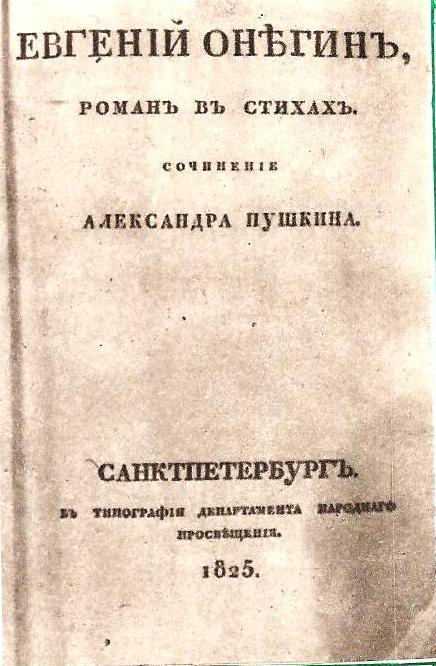 ЕВГЕНІЙ ОНѢГИНЪ,
РОМАНЪ ВЪ СТИХАХЪ.
СОЧИНЕНІЕ
АЛЕКСАНДРА ПУШКИНА.
САНКТПЕТЕРБУРГЪ.
ВЪ ТИПОГРАФІИ ДЕПАРТАМЕНТА НАРОДНАГО
ПРОСВѢЩЕНІЯ.
1825.